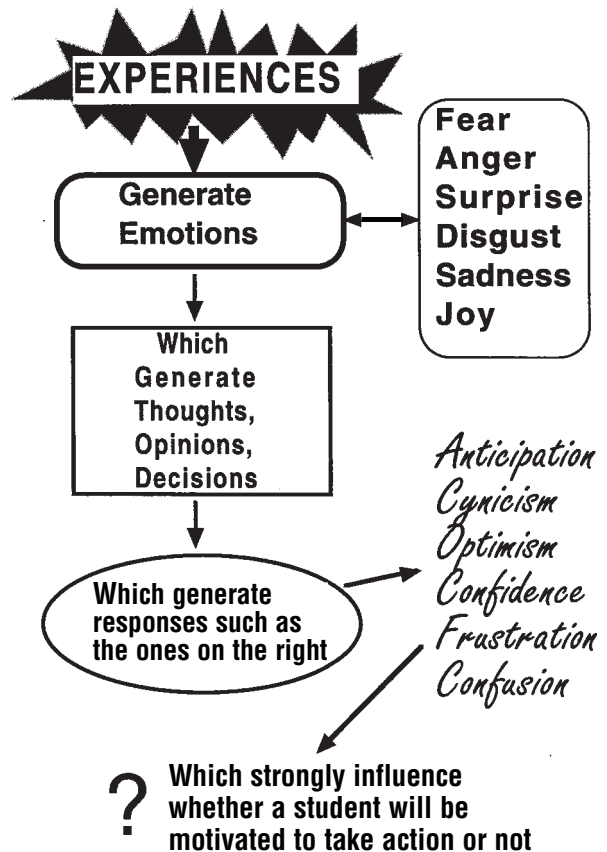 EXPERIENCES
Generate
Emotions
Fear
Anger
Surprise
Disgust
Sadness
Joy
Which
Generate
Thoughts,
Opinions,
Decisions
Which generate
responses such as
the ones on the right
Anticipation
Cynicism
Optimism
Confidence
Frustration
Confusion
?
Which strongly influence
whether a student will be
motivated to take action or not